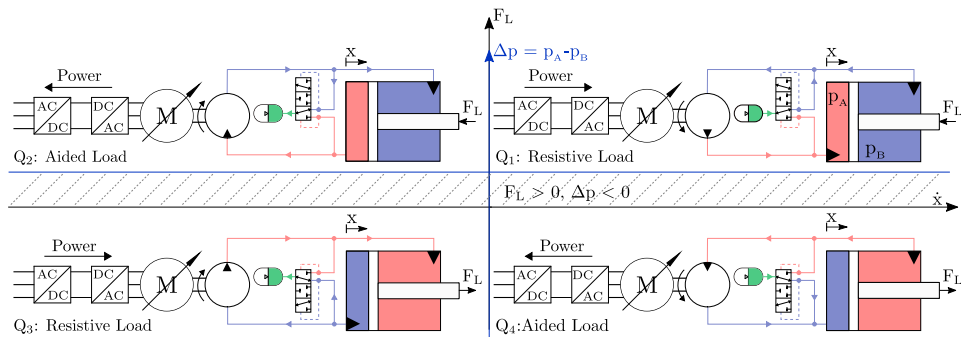 F_L
Δp = p_A-p_B
x
Power
AC
DC
DC
AC
M
F_L
Q_2: Aided Load
x
Power
AC
DC
DC
AC
M
p_A
p_B
F_L
Q_1: Resistive Load
F_L > 0, Δp < 0
ẋ
x
Power
AC
DC
DC
AC
M
F_L
Q_3: Resistive Load
x
Power
AC
DC
DC
AC
M
F_L
Q_4:Aided Load